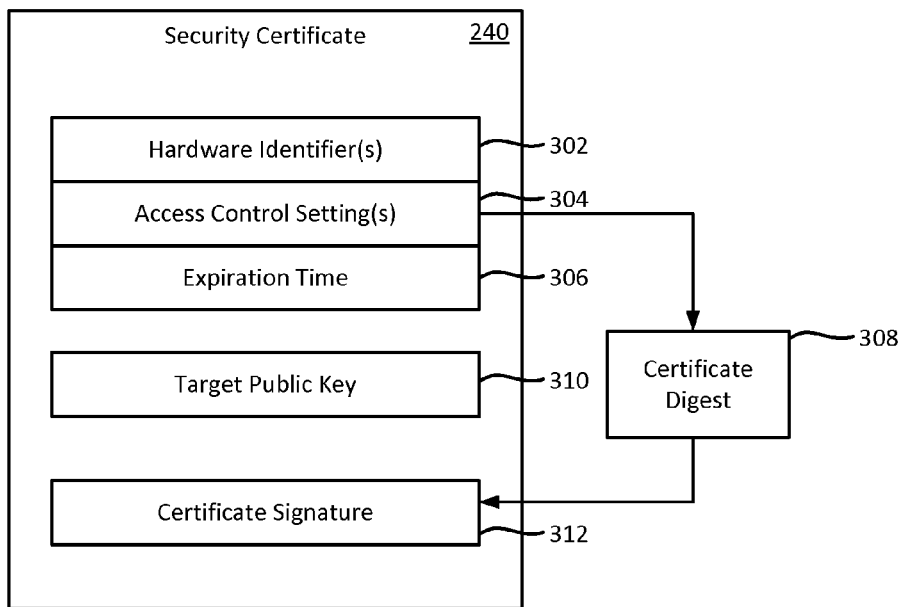 Security Certificate
240
Hardware Identifier(s)
302
Access Control Setting(s)
304
Expiration Time
306
Certificate
Digest
308
Target Public Key
310
Certificate Signature
312